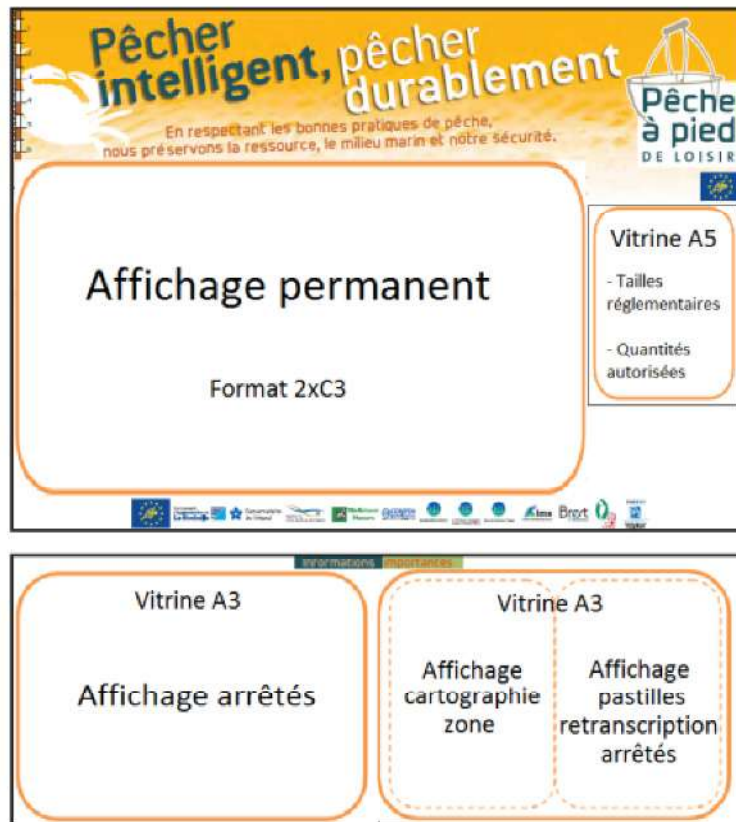 Pêcher
intelligent, pêcher
durablement
En respectant les bonnes pratiques de pêche,
nous préservons la ressource, le milieu marin et notre sécurité.
Pêche
à pied
DE LOISIR
Affichage permanent
Format 2xC3
Vitrine A5
- Tailles
réglementaires
- Quantités
autorisées
Brest
Informations importantes
Vitrine A3
Affichage arrêtés
Vitrine A3
Affichage
cartographie
zone
Affichage
pastilles
retranscription
arrêtés